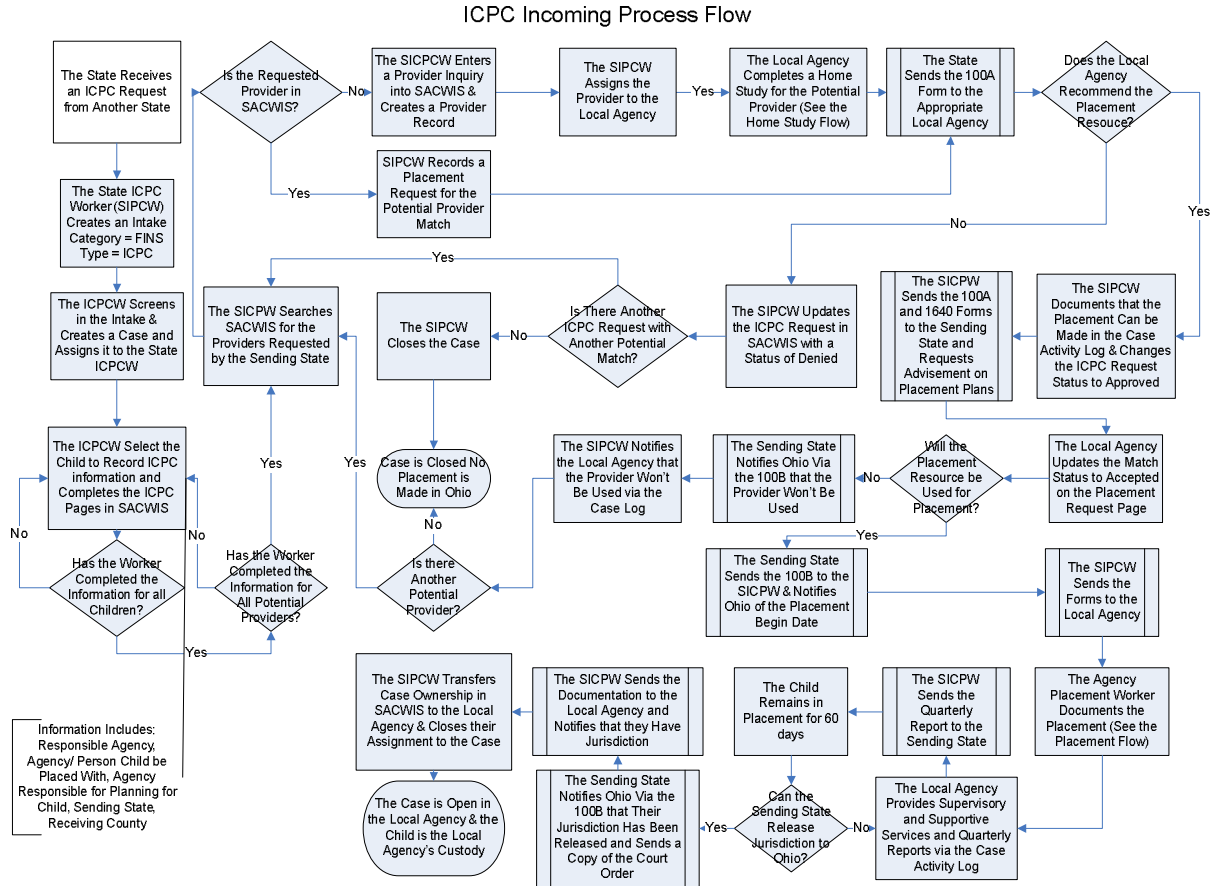 ICPC Incoming Process Flow
The State Receives
an ICPC Request
from Another State
Is the Requested
Provider in
SACWIS?
No
The SICPCW Enters
a Provider Inquiry
into SACWIS &
Creates a Provider
Record
The SIPCW
Assigns the
Provider to the
Local Agency
Yes
The Local Agency
Completes a Home
Study for the Potential
Provider (See the
Home Study Flow)
The State
Sends the 100A
Form to the
Appropriate
Local Agency
Does the Local
Agency
Recommend the
Placement
Resouce?
Yes
Yes
SIPCW Records a
Placement
Request for the
Potential Provider
Match
No
The State ICPC
Worker (SIPCW)
Creates an Intake
Category = FINS
Type = ICPC
The ICPCW Screens
in the Intake &
Creates a Case and
Assigns it to the State
ICPCW
The SICPW Searches
SACWIS for the
Providers Requested
by the Sending State
Yes
The SIPCW
Closes the Case
No
Is There Another
ICPC Request with
Another Potential
Match?
The SIPCW Updates
the ICPC Request in
SACWIS with a
Status of Denied
The SICPW
Sends the 100A
and 1640 Forms
to the Sending
State and
Requests
Advisement on
Placement Plans
The SIPCW
Documents that the
Placement Can be
Made in the Case
Activity Log & Changes
the ICPC Request
Status to Approved
The ICPCW Select the
Child to Record ICPC
information and
Completes the ICPC
Pages in SACWIS
No
No
Yes
Yes
Case is Closed No
Placement is
Made in Ohio
No
The SIPCW Notifies
the Local Agency that
the Provider Won't
Be Used via the
Case Log
The Sending State
Notifies Ohio Via
the 100B that the
Provider Won't Be
Used
No
Will the
Placement
Resource be
Used for
Placement?
Yes
The Local Agency
Updates the Match
Status to Accepted
on the Placement
Request Page
Has the Worker
Completed the
Information for all
Children?
Yes
Has the Worker
Completed the
Information for
All Potential
Providers?
Is there
Another
Potential
Provider?
The Sending State
Sends the 100B to the
SICPW & Notifies
Ohio of the Placement
Begin Date
The SIPCW
Sends the
Forms to the
Local Agency
Information Includes:
Responsible Agency,
Agency/ Person Child be
Placed With, Agency
Responsible for Planning for
Child, Sending State,
Receiving County
The SIPCW Transfers
Case Ownership in
SACWIS to the Local
Agency & Closes their
Assignment to the Case
The SICPW Sends the
Documentation to the
Local Agency and
Notifies that they Have
Jurisdiction
The Child
Remains in
Placement for 60
days
The SICPW
Sends the
Quarterly
Report to the
Sending State
The Agency
Placement Worker
Documents the
Placement (See the
Placement Flow)
The Case is Open in
the Local Agency & the
Child is the Local
Agency's Custody
The Sending State
Notifies Ohio Via the
100B that Their
Jurisdiction Has Been
Released and Sends a
Copy of the Court
Order
Yes
Can the
Sending State
Release
Jurisdiction to
Ohio?
No
The Local Agency
Provides Supervisory
and Supportive
Services and Quarterly
Reports via the Case
Activity Log